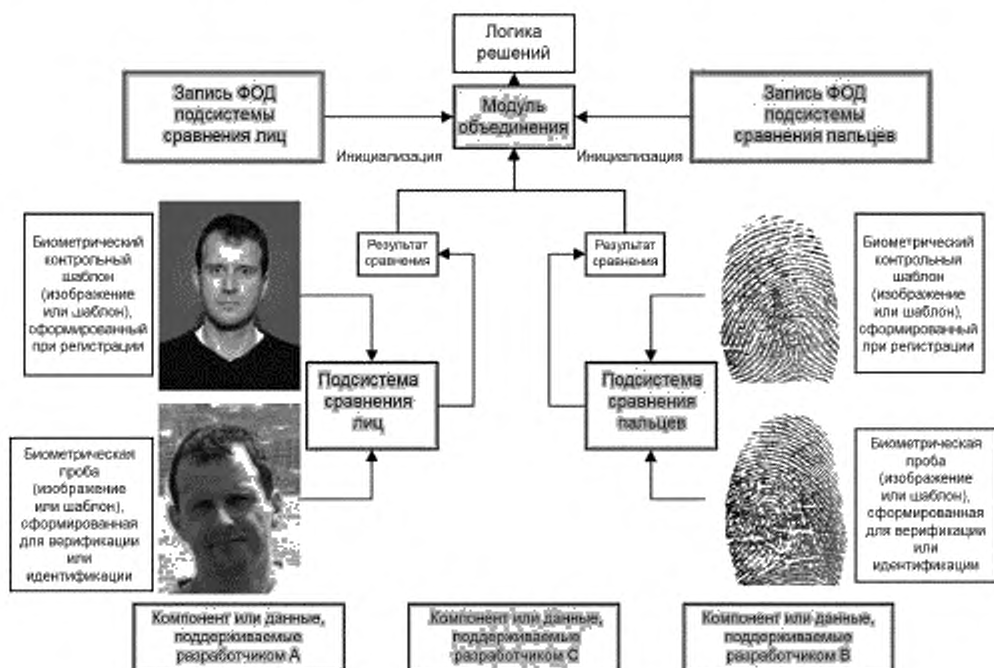 Логика
решений
Запись ФОД
подсистемы
сравнения лиц
Модуль
объединения
Запись ФОД
подсистемы
сравнения пальцев
Инициализация
Инициализация
Биометрический
контрольный
шаблон
(изображение
или шаблон),
сформированный
при регистрации
Результат
сравнения
Результат
сравнения
Биометрический
контрольный
шаблон
(изображение
или шаблон),
сформированный
при регистрации
Подсистема
сравнения
лиц
Подсистема
сравнения
пальцев
Биометрическая
проба
(изображение
или шаблон),
сформированная
для верификации
или
идентификации
Биометрическая
проба
(изображение
или шаблон),
сформированная
для верификации
или
идентификации
Компонент или данные,
поддерживаемые
разработчиком А
Компонент или данные,
поддерживаемые
разработчиком С
Компонент или данные,
поддерживаемые
разработчиком В